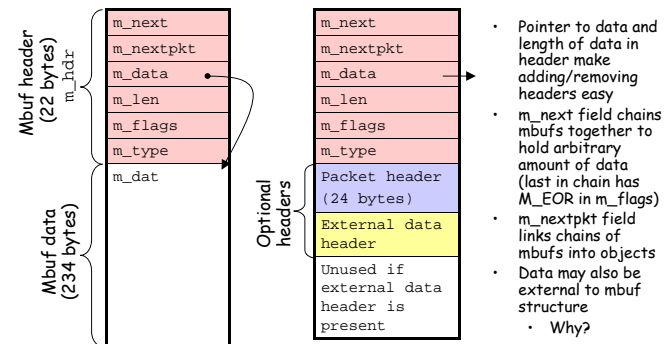 Mbuf header
(22 bytes)
m_hdr
Mbuf data
(234 bytes)
m_next
m_nextpkt
m_data
m_len
m_flags
m_type
m_dat
Optional
headers
m_next
m_nextpkt
m_data
m_len
m_flags
m_type
Packet header
(24 bytes)
External data
header
Unused if
external data
header is
present
• Pointer to data and
length of data in
header make
adding/removing
headers easy
• m_next field chains
mbufs together to
hold arbitrary
amount of data
(last in chain has
M_EOR in m_flags)
• m_nextpkt field
links chains of
mbufs into objects
• Data may also be
external to mbuf
structure
• Why?